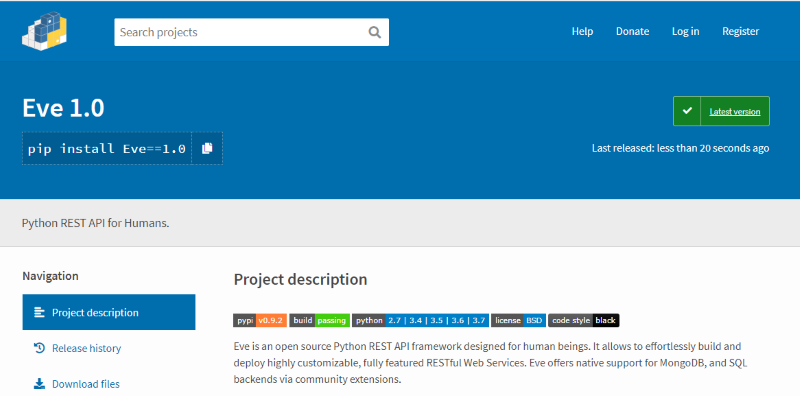 Search projects
Help
Donate
Log in
Register
Eve 1.0
pip install Eve==1.0
Latest version
Last released: less than 20 seconds ago
Python REST API for Humans.
Navigation
Project description
Release history
Download files
Project description
pypi v0.9.2 build passing python 2.7 | 3.4 | 3.5 | 3.6 | 3.7 license BSD code style black
Eve is an open source Python REST API framework designed for human beings. It allows to effortlessly build and
deploy highly customizable, fully featured RESTful Web Services. Eve offers native support for MongoDB, and SQL
backends via community extensions.